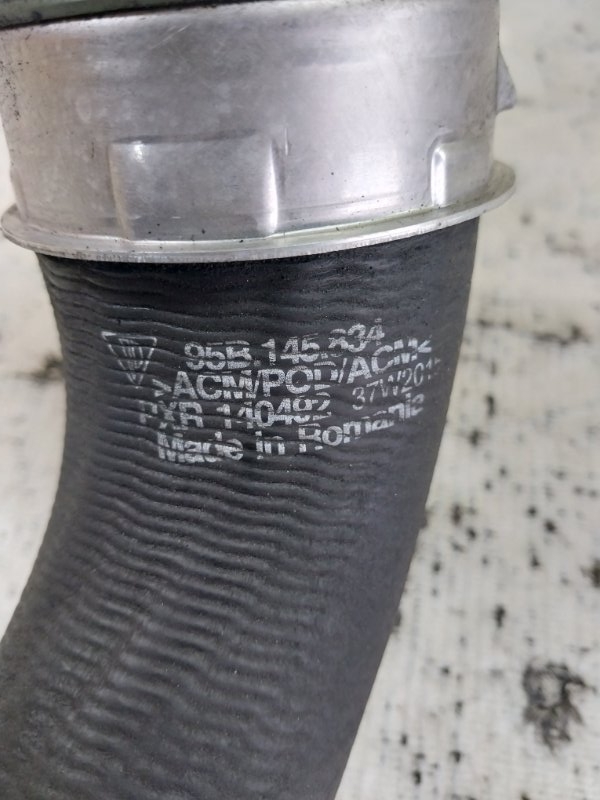 95B.145.834
>ACM/POD/ACM<
PXR 140492 37W2015
Made in Romania